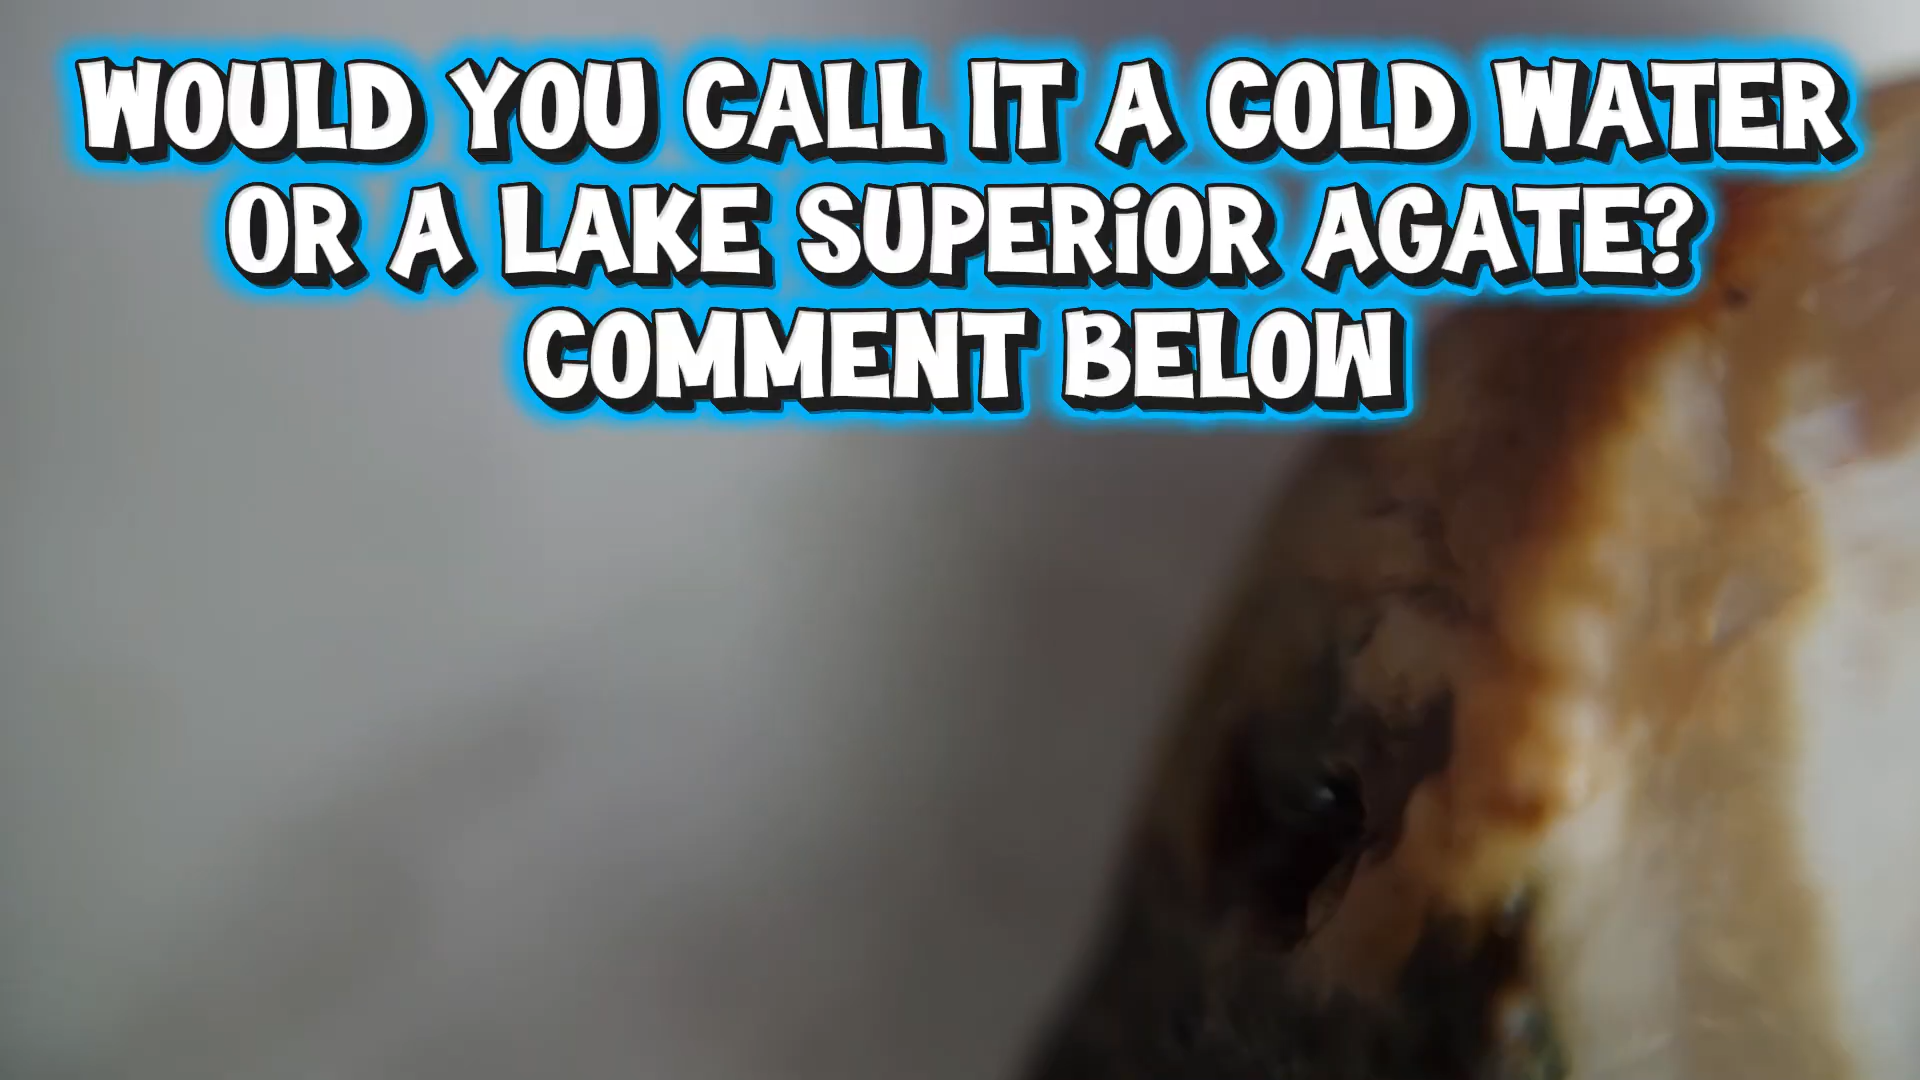 WOULD YOU CALL IT A COLD WATER
OR A LAKE SUPERiOR AGATE?
COMMENT BELOW